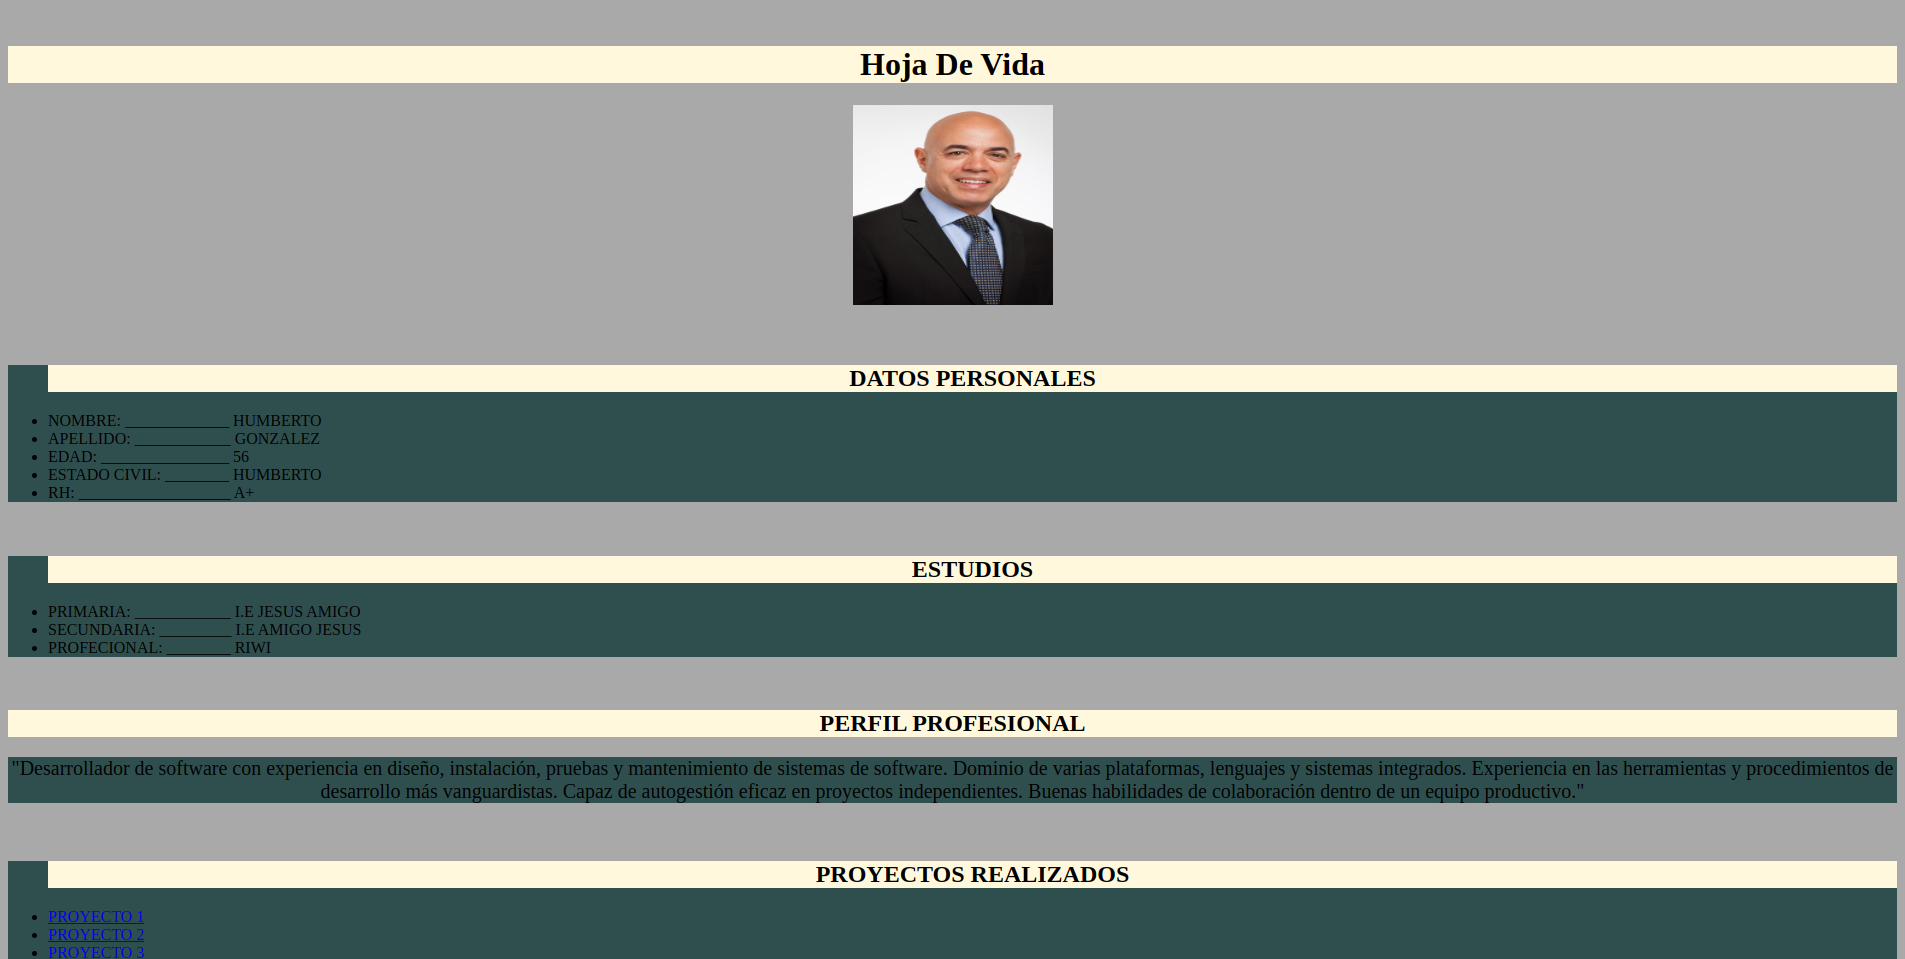 Hoja De Vida
DATOS PERSONALES
NOMBRE: _____________ HUMBERTO
APELLIDO: ____________ GONZALEZ
EDAD: ________________ 56
ESTADO CIVIL: ________ HUMBERTO
RH: ___________________ A+
ESTUDIOS
PRIMARIA: ____________ I.E JESUS AMIGO
SECUNDARIA: _________ I.E AMIGO JESUS
PROFECIONAL: ________ RIWI
PERFIL PROFESIONAL
"Desarrollador de software con experiencia en diseño, instalación, pruebas y mantenimiento de sistemas de software. Dominio de varias plataformas, lenguajes y sistemas integrados. Experiencia en las herramientas y procedimientos de
desarrollo más vanguardistas. Capaz de autogestión eficaz en proyectos independientes. Buenas habilidades de colaboración dentro de un equipo productivo."
PROYECTOS REALIZADOS
PROYECTO 1
PROYECTO 2
PROYECTO 3